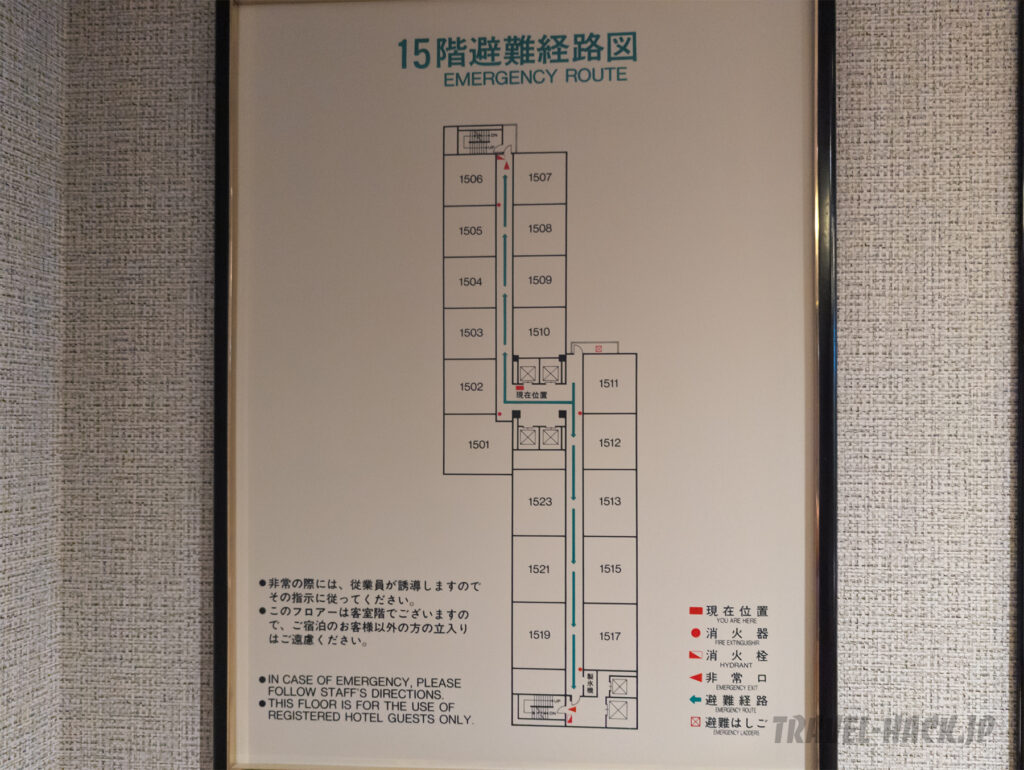 15階避難経路図
EMERGENCY ROUTE
UP
1506
1507
1505
1508
1504
1509
1503
1510
1502
1511
現在位置
1501
1512
1523
1513
1521
1515
1519
1517
製氷機
UP
●非常の際には、従業員が誘導しますので
その指示に従ってください。
●このフロアーは客室階でございますの
で、ご宿泊のお客様以外の方の立入り
はご遠慮ください。
●IN CASE OF EMERGENCY, PLEASE
FOLLOW STAFF'S DIRECTIONS.
●THIS FLOOR IS FOR THE USE OF
REGISTERED HOTEL GUESTS ONLY.
現在位置
YOU ARE HERE
消火器
FIRE EXTINGUISHIR
消火栓
HYDRANT
非常口
EMERGENCY EXIT
避難経路
EMERGENCY ROUTE
避難はしご
EMERGENCY LADDERS
TRAVEL-HACK.JP